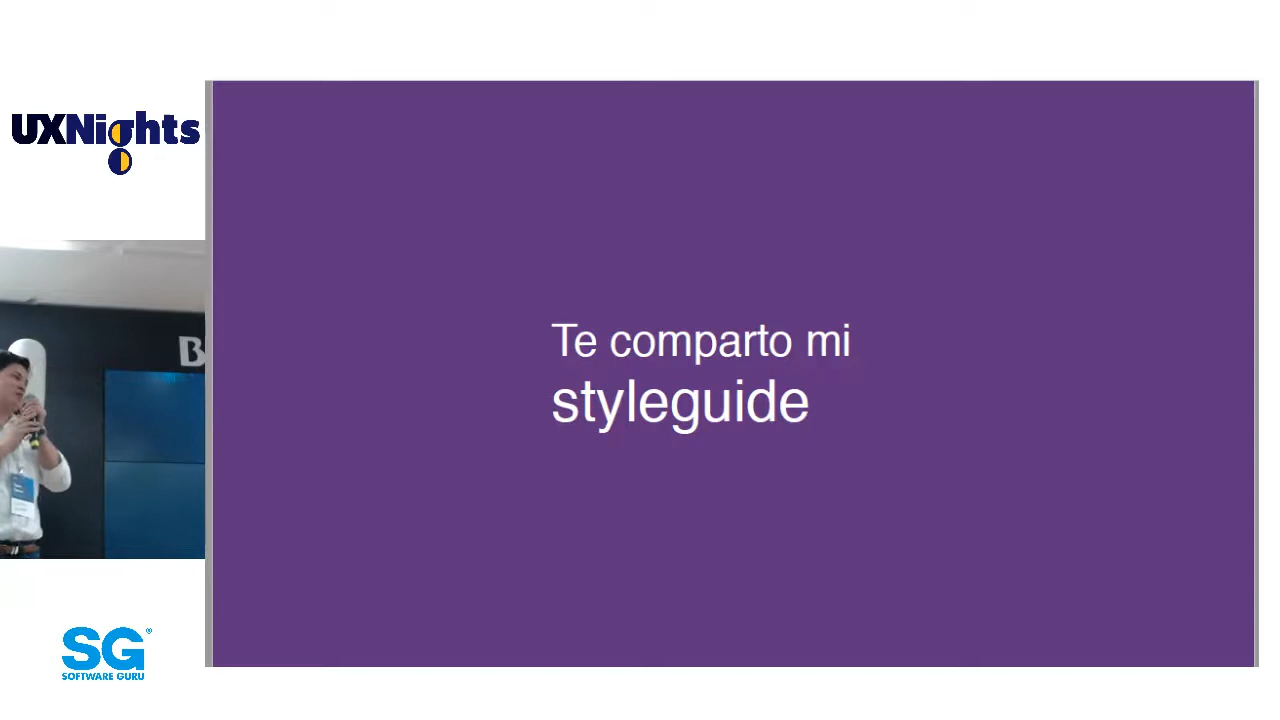 UXNights
B
Te comparto mi
styleguide
SG®
SOFTWARE GURU